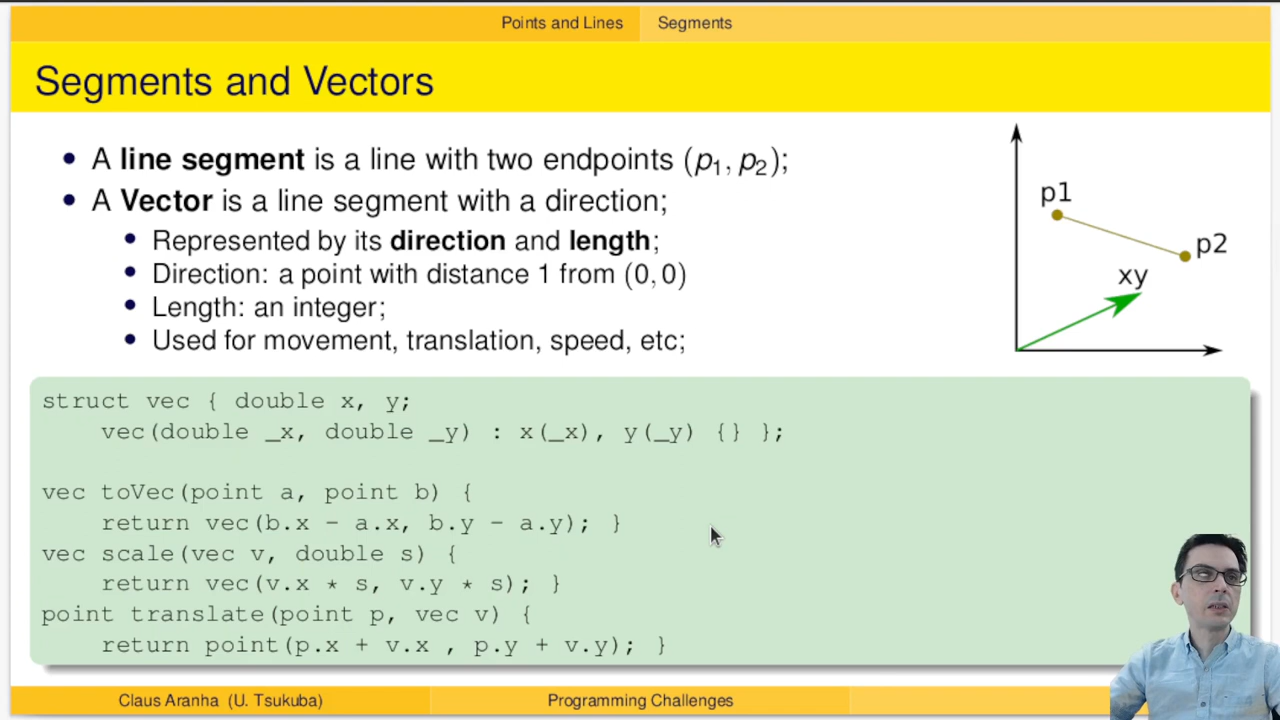 Points and Lines Segments
Segments and Vectors
• A line segment is a line with two endpoints (p1, p2);
• A Vector is a line segment with a direction;
• Represented by its direction and length;
• Direction: a point with distance 1 from (0, 0)
• Length: an integer;
• Used for movement, translation, speed, etc;
p1
p2
xy
struct vec { double x, y;
vec(double _x, double _y) : x(_x), y(_y) {} };
vec toVec(point a, point b) {
return vec(b.x - a.x, b.y - a.y); }
vec scale(vec v, double s) {
return vec(v.x * s, v.y * s); }
point translate(point p, vec v) {
return point(p.x + v.x , p.y + v.y); }
Claus Aranha (U. Tsukuba) Programming Challenges